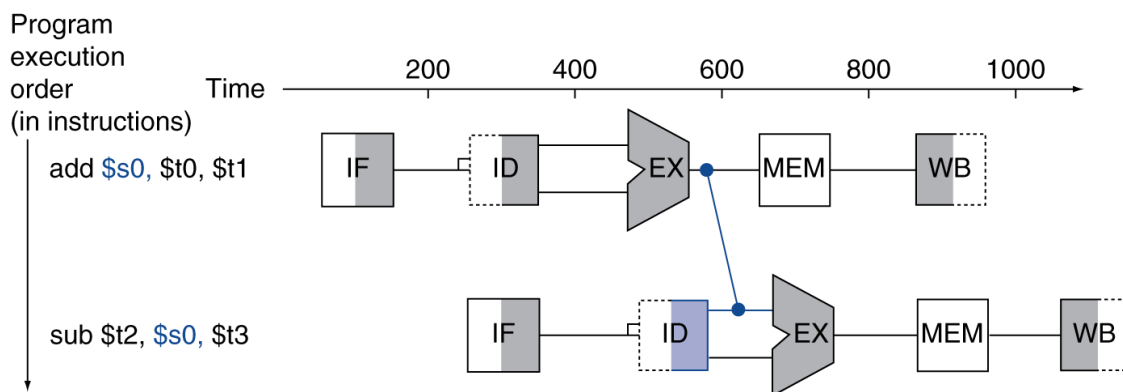 Program
execution
order
(in instructions)
Time
200 400 600 800 1000
add $s0, $t0, $t1
IF ID EX MEM WB
sub $t2, $s0, $t3
IF ID EX MEM WB